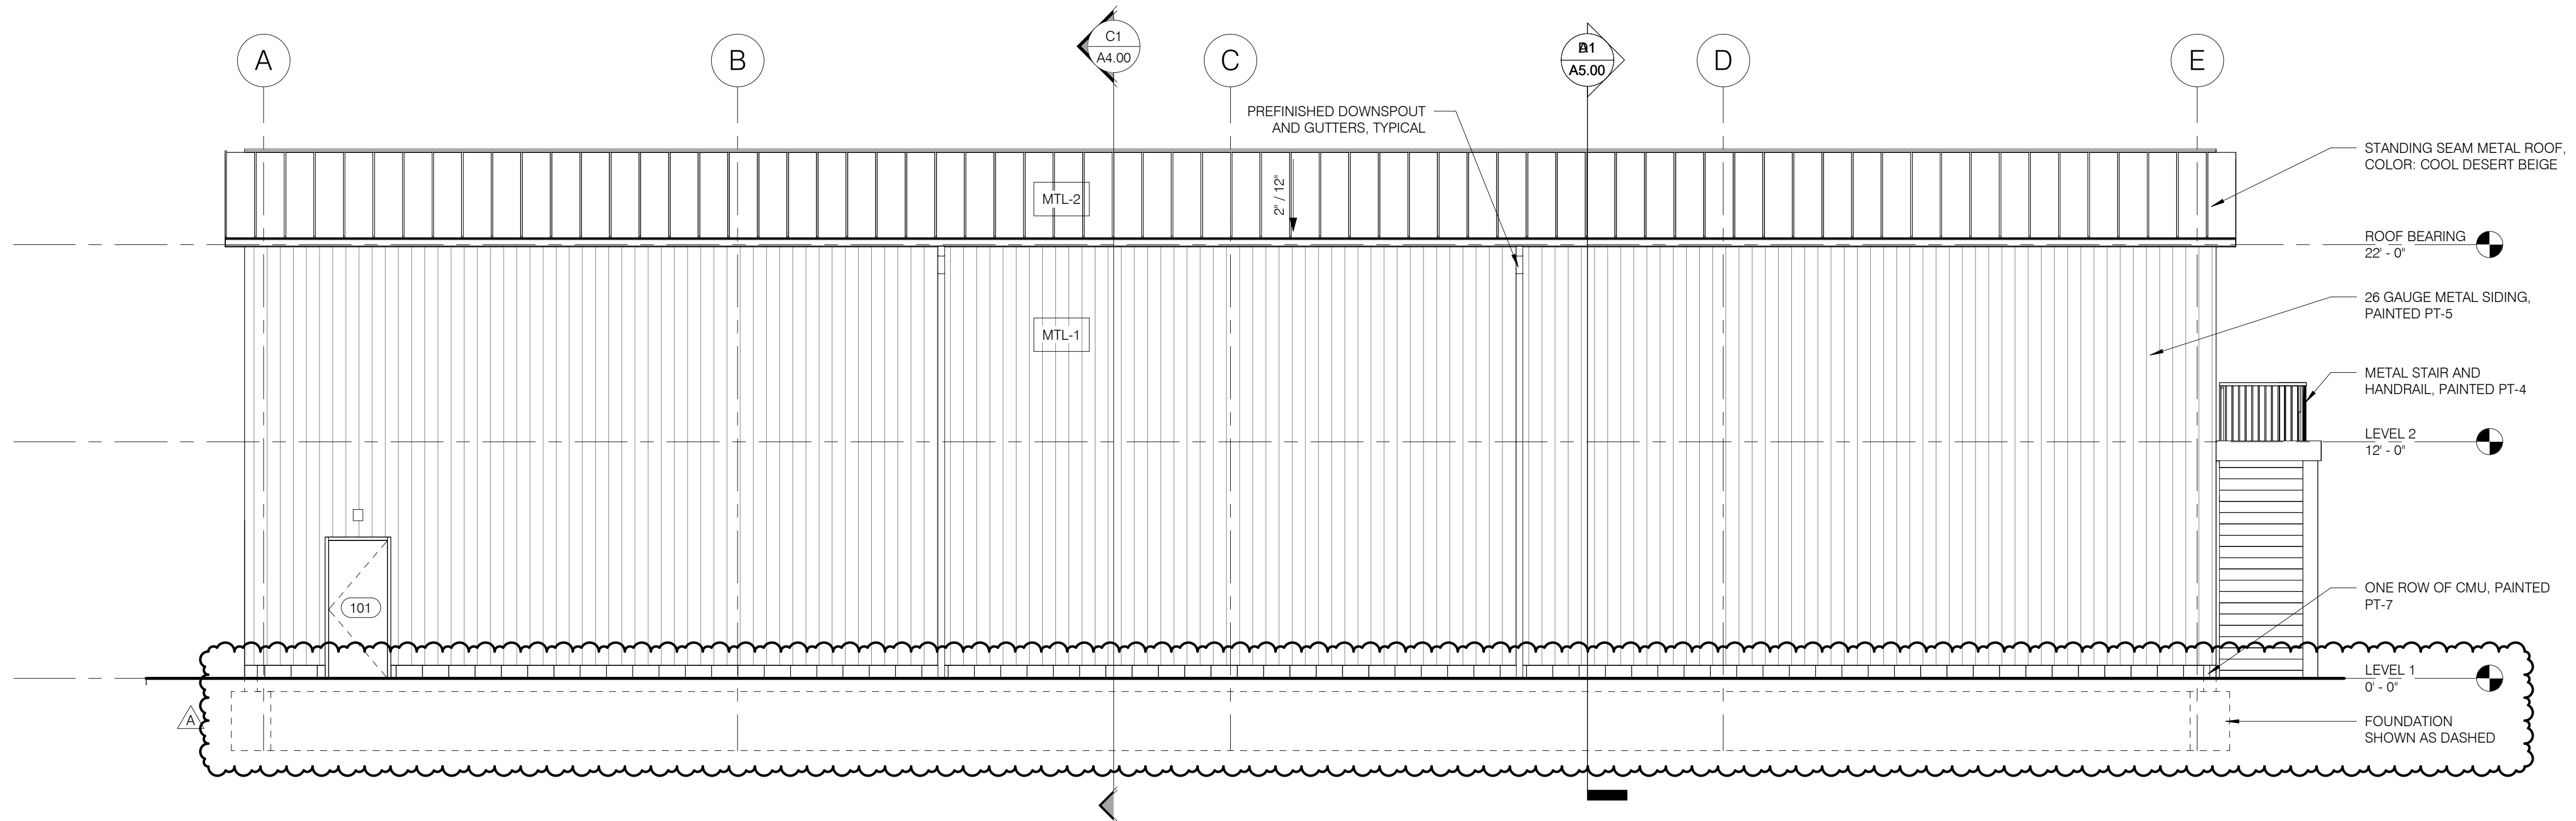 A
B
C1
A4.00
C
A1
A5.00
D
E
PREFINISHED DOWNSPOUT
AND GUTTERS, TYPICAL
STANDING SEAM METAL ROOF,
COLOR: COOL DESERT BEIGE
MTL-2
2" / 12"
ROOF BEARING
22' - 0"
26 GAUGE METAL SIDING,
PAINTED PT-5
MTL-1
METAL STAIR AND
HANDRAIL, PAINTED PT-4
LEVEL 2
12' - 0"
101
ONE ROW OF CMU, PAINTED
PT-7
LEVEL 1
0' - 0"
A
FOUNDATION
SHOWN AS DASHED